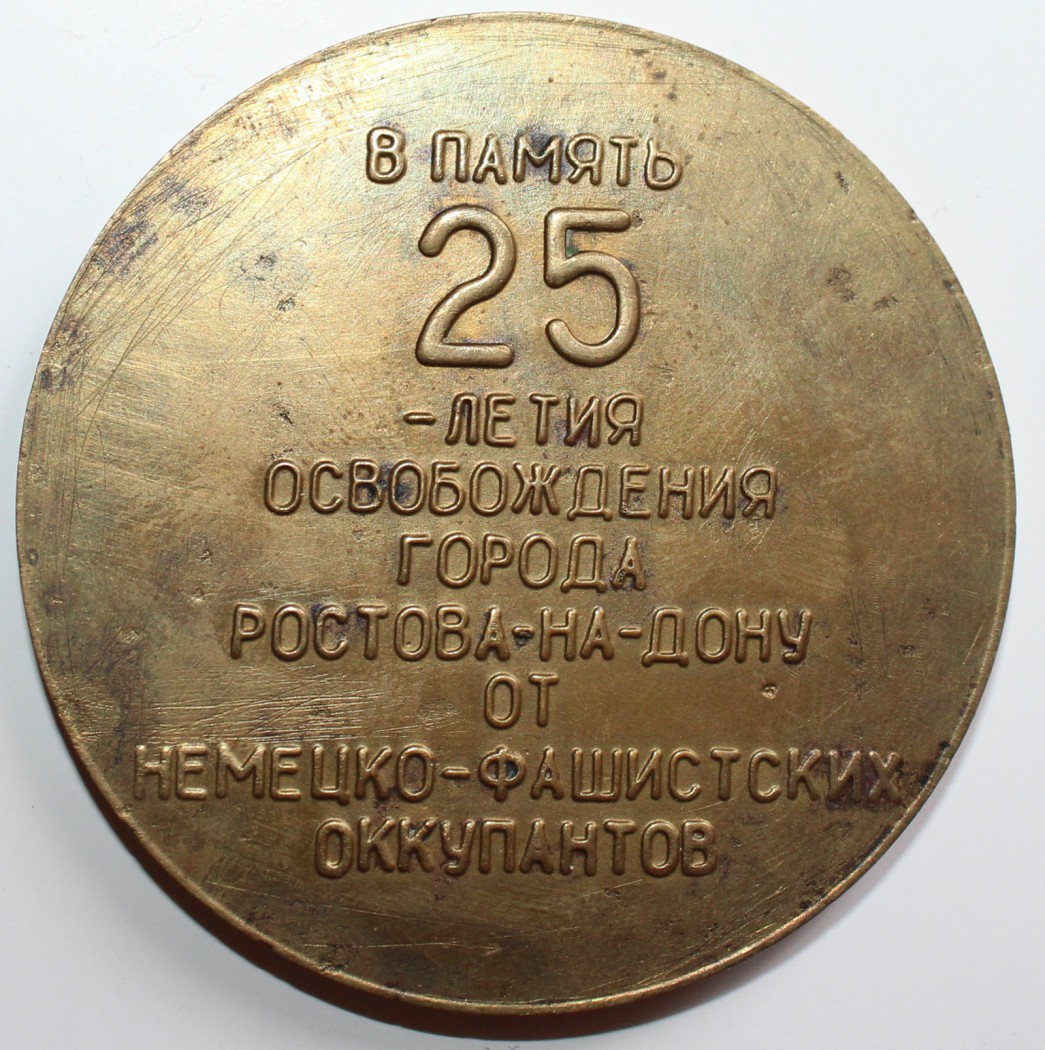 В ПАМЯТЬ
25
-ЛЕТИЯ
ОСВОБОЖДЕНИЯ
ГОРОДА
РОСТОВА-НА-ДОНУ
ОТ
НЕМЕЦКО-ФАШИСТСКИХ
ОККУПАНТОВ